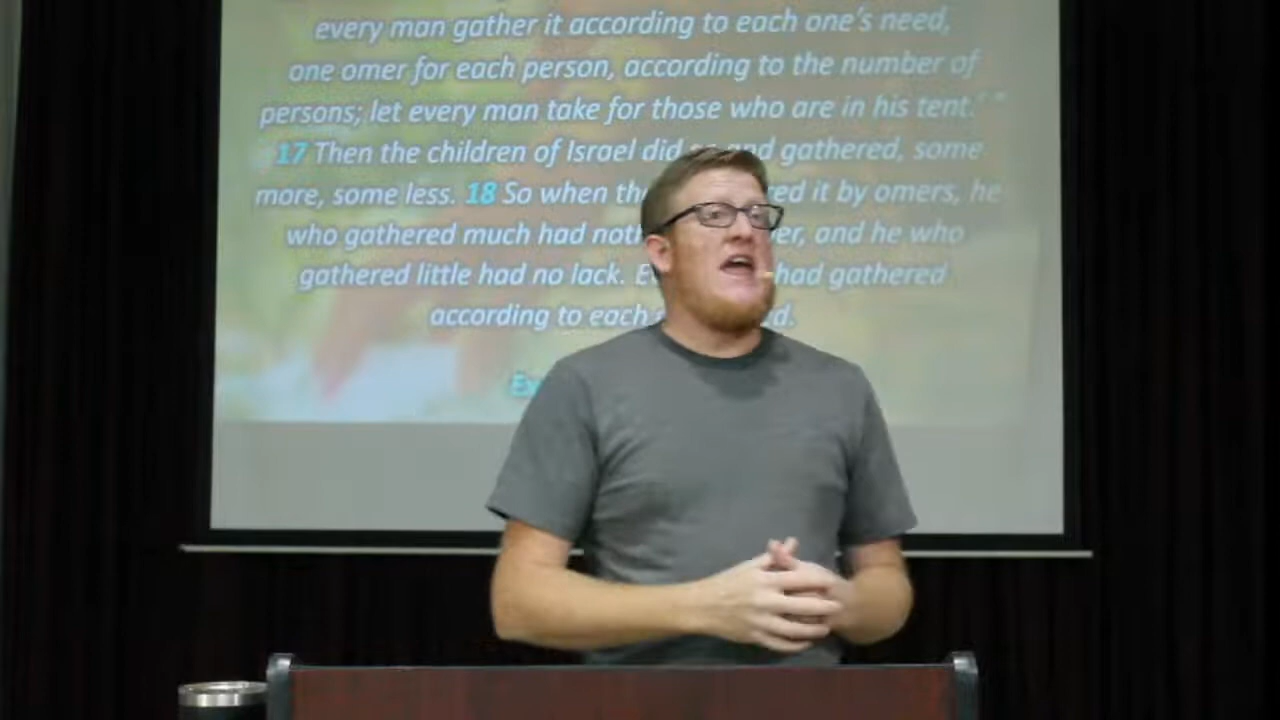 every man gather it according to each one's need,
one omer for each person, according to the number of
persons; let every man take for those who are in his tent.' "
17 Then the children of Israel did and gathered, some
more, some less. 18 So when it by omers, he
who gathered much had and he who
gathered little had no lack. had gathered
according to each